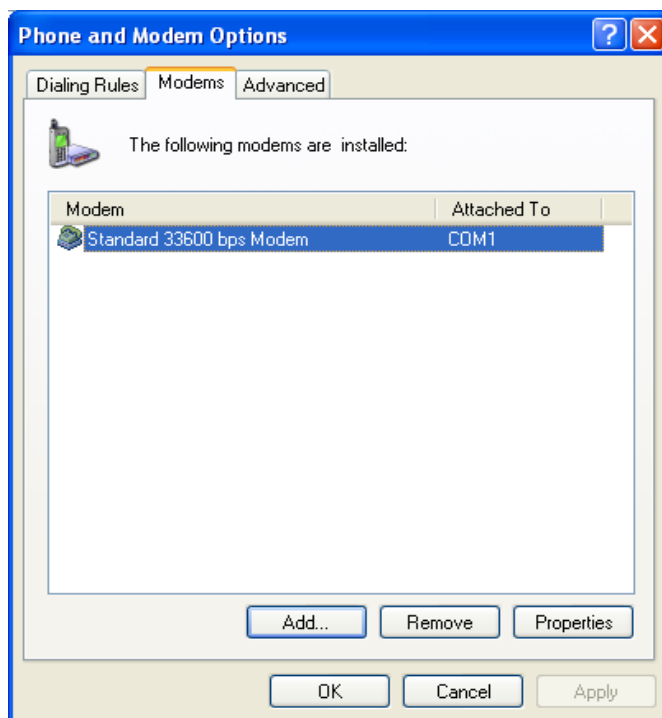 Phone and Modem Options
Dialing Rules Modems Advanced
The following modems are installed:
Modem Attached To
Standard 33600 bps Modem COM1
Add... Remove Properties
OK Cancel Apply